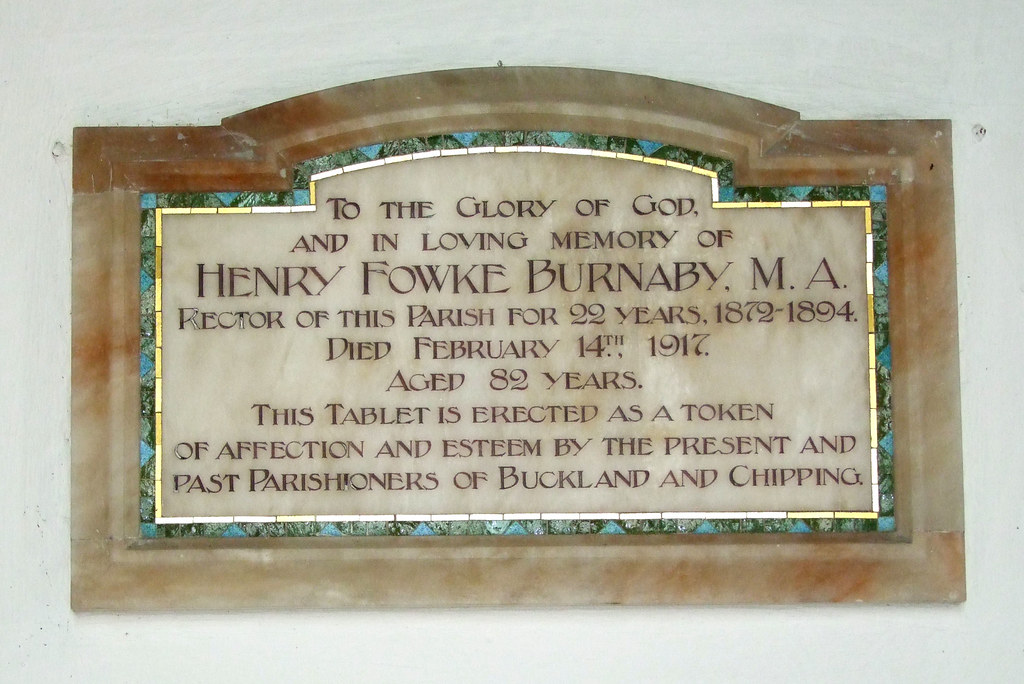 To the Glory of God,
and in loving memory of
Henry Fowke Burnaby, M. A.
Rector of this Parish for 22 years, 1872-1894.
Died February 14TH, 1917.
Aged 82 years.
This Tablet is erected as a token
of affection and esteem by the present and
past Parishioners of Buckland and Chipping.